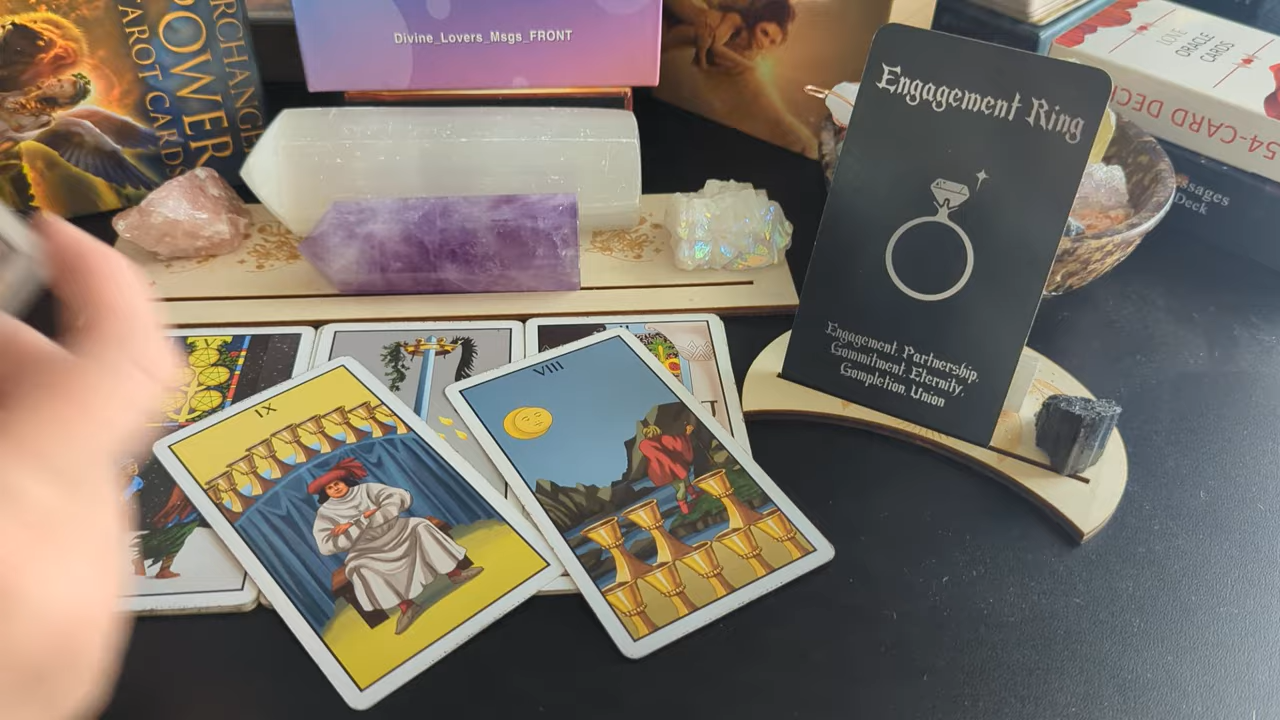 ARCHANGEL
POWER
TAROT CARDS
Divine_Lovers_Msgs_FRONT
LOVE
ORACLE
CARDS
54-CARD DECK
Deck
Engagement Ring
Engagement, Partnership,
Commitment, Eternity,
Completion, Union
IX
VIII